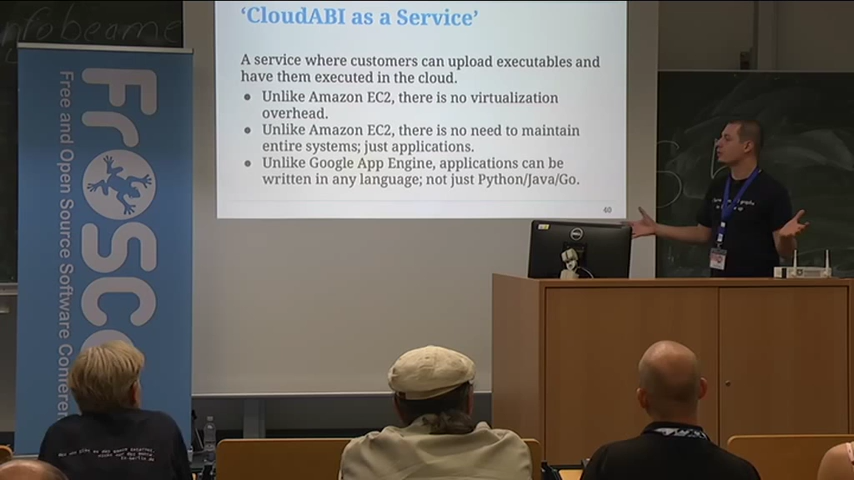 ‘CloudABI as a Service’
A service where customers can upload executables and
have them executed in the cloud.
● Unlike Amazon EC2, there is no virtualization
overhead.
● Unlike Amazon EC2, there is no need to maintain
entire systems; just applications.
● Unlike Google App Engine, applications can be
written in any language; not just Python/Java/Go.
40
FrOSC
Free and Open Source Software Conferen
DELL